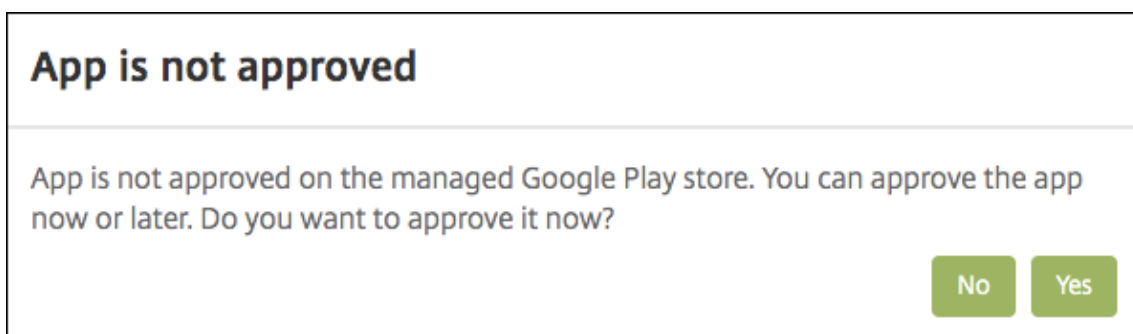 App is not approved
App is not approved on the managed Google Play store. You can approve the app
now or later. Do you want to approve it now?
No Yes